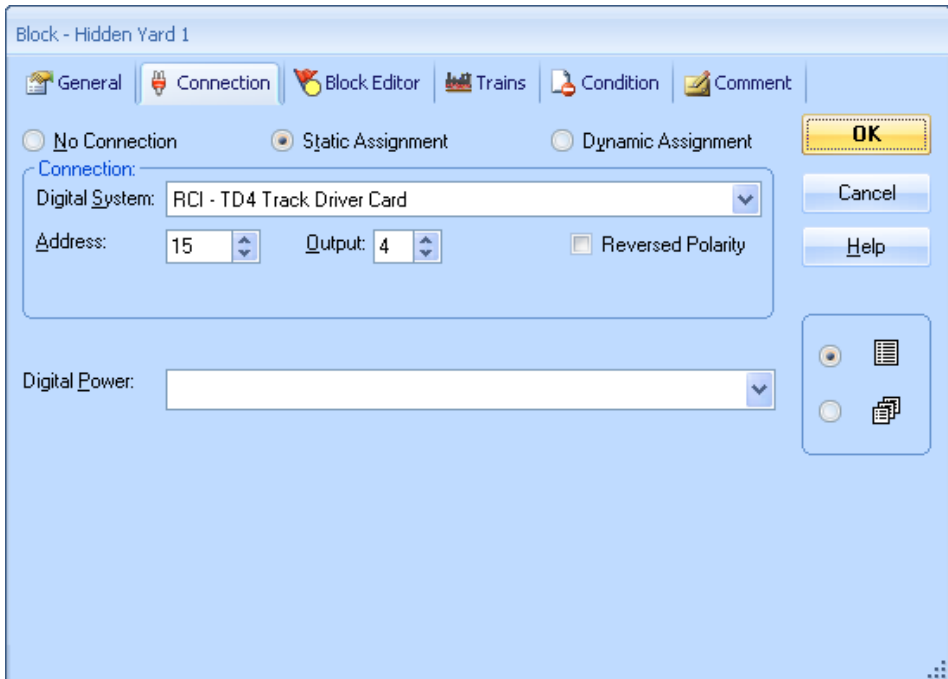 Block - Hidden Yard 1
General Connection Block Editor Trains Condition Comment
No Connection Static Assignment Dynamic Assignment OK
Connection:
Digital System: RCI - TD4 Track Driver Card Cancel
Address: 15 Output: 4 Reversed Polarity Help
Digital Power: